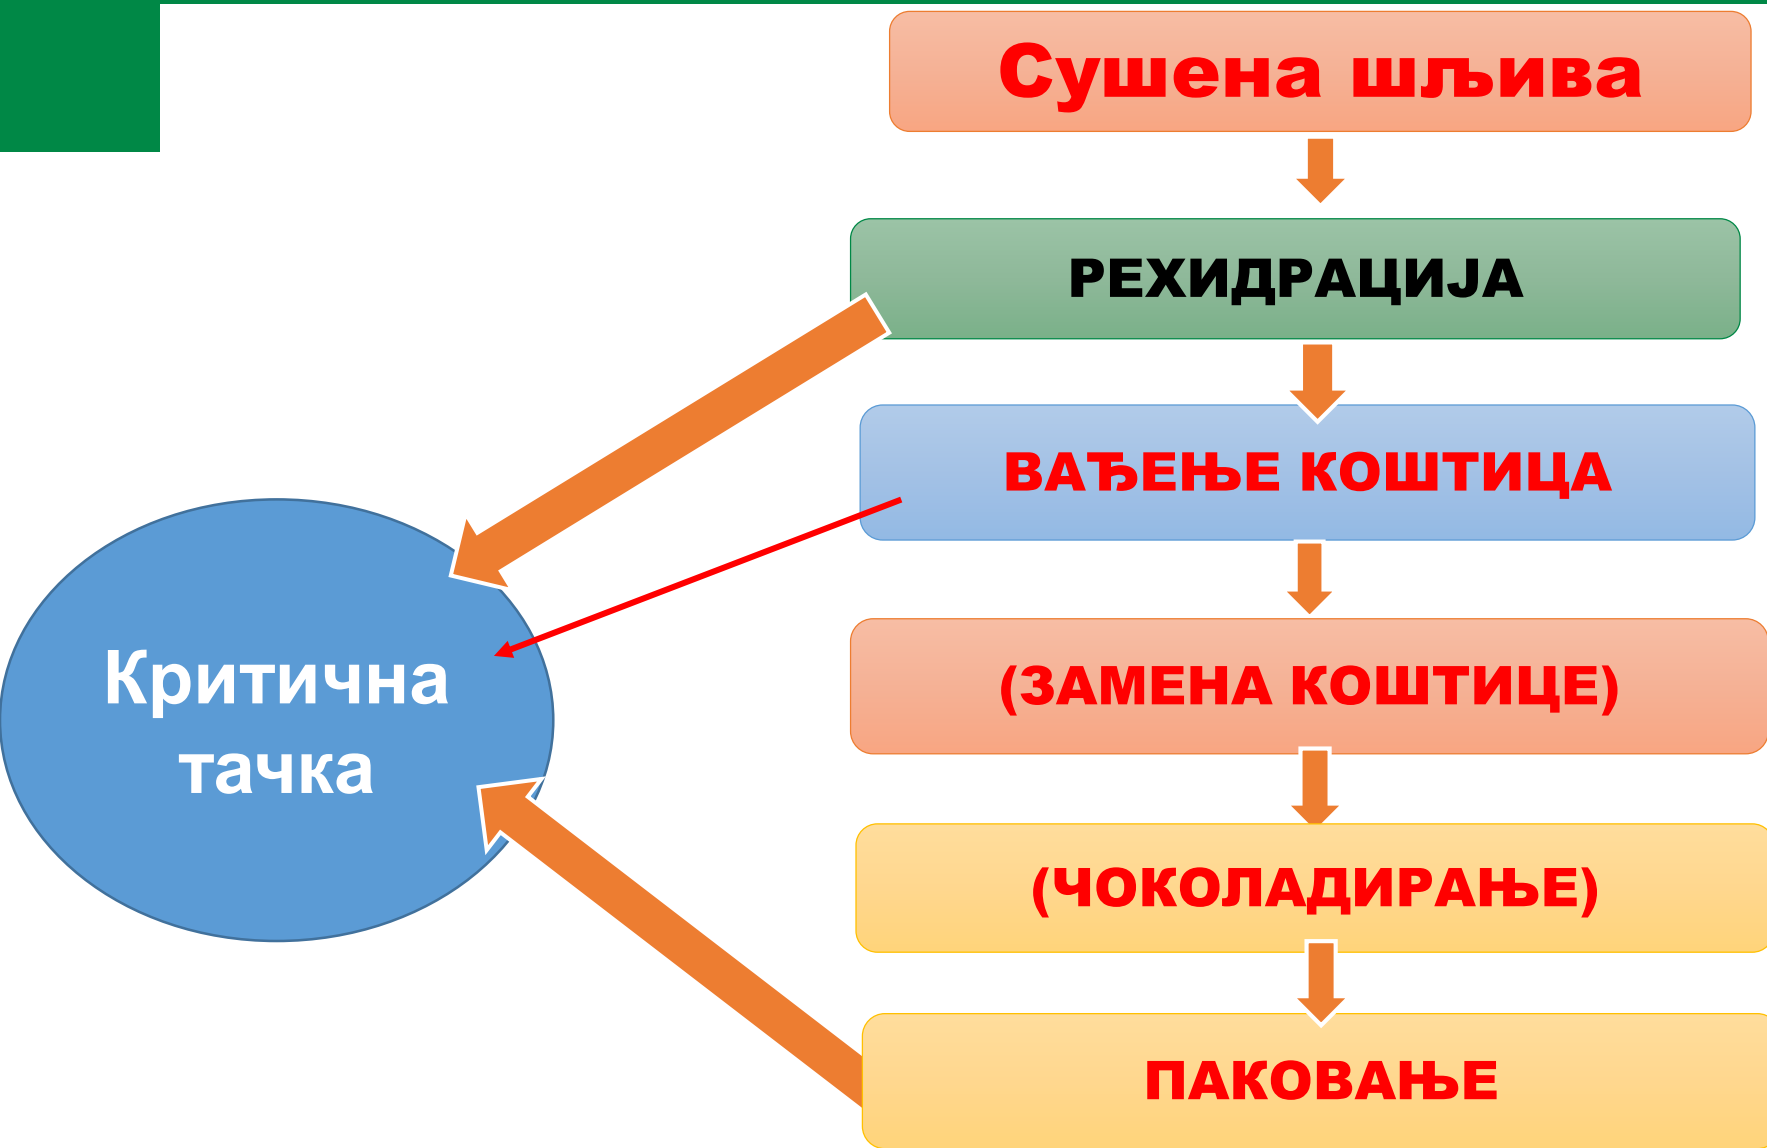 Сушена шљива
РЕХИДРАЦИЈА
ВАЂЕЊЕ КОШТИЦА
(ЗАМЕНА КОШТИЦЕ)
(ЧОКОЛАДИРАЊЕ)
ПАКОВАЊЕ
Критична
тачка